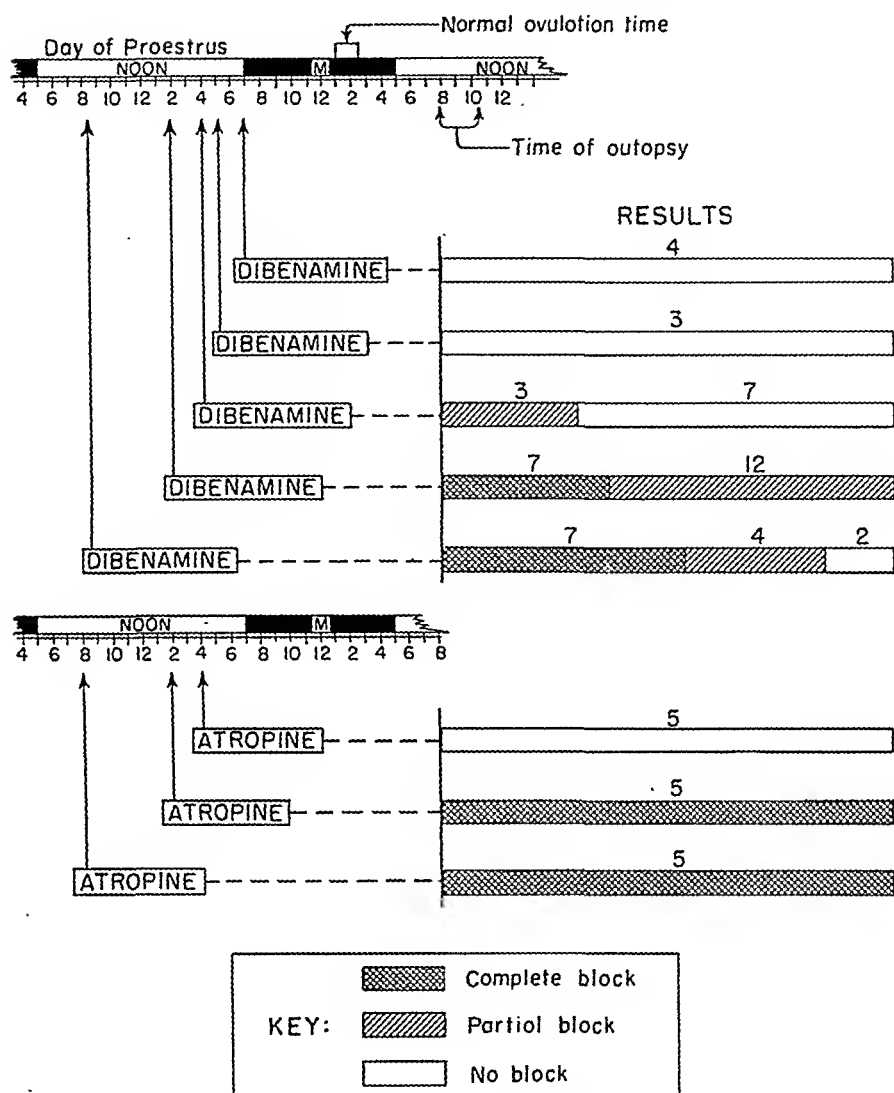 Normal ovulotion time
Day of Proestrus
NOON M NOON
4 6 8 10 12 2 4 6 8 10 12 2 4 6 8 10 12
Time of outopsy
RESULTS
4
DIBENAMINE
3
DIBENAMINE
3 7
DIBENAMINE
7 12
DIBENAMINE
7 4 2
DIBENAMINE
NOON M
4 6 8 10 12 2 4 6 8 10 12 2 4 6 8
5
ATROPINE
5
ATROPINE
5
ATROPINE
Complete block
KEY: Partiol block
No block